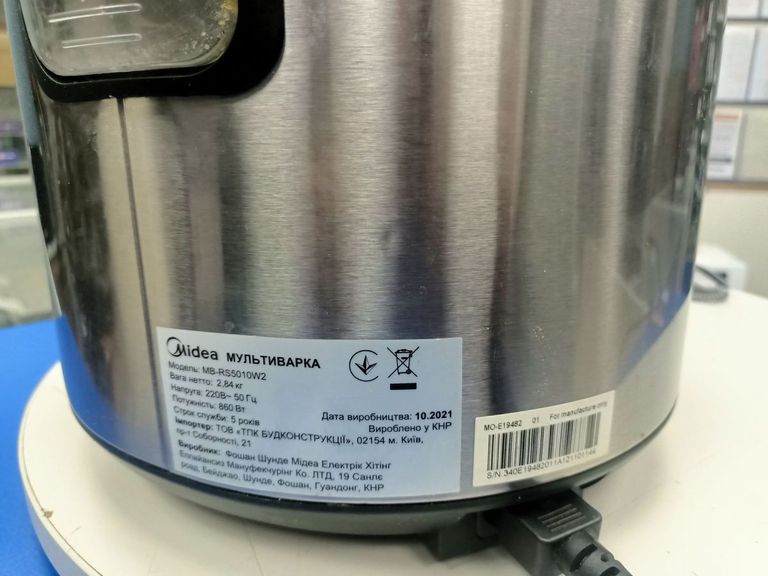 Midea МУЛЬТИВАРКА
Модель: MB-RS5010W2
Вага нетто: 2,84 кг
Напруга: 220В~ 50 Гц
Потужність: 860 Вт
Строк служби: 5 років
Дата виробництва: 10.2021
Вироблено у КНР
Імпортер: ТОВ «ТПК БУДКОНСТРУКЦІЇ», 02154 м. Київ,
пр-т Соборності, 21
Виробник: Фошан Шунде Мідеа Електрік Хітінг
Епплайансиз Мануфекчурінг Ко. ЛТД, 19 Санлє
роад, Бейджао, Шунде, Фошан, Гуандонг, КНР
MO-E19482 01 For manufacture only
S/N:340E19482011A121101144